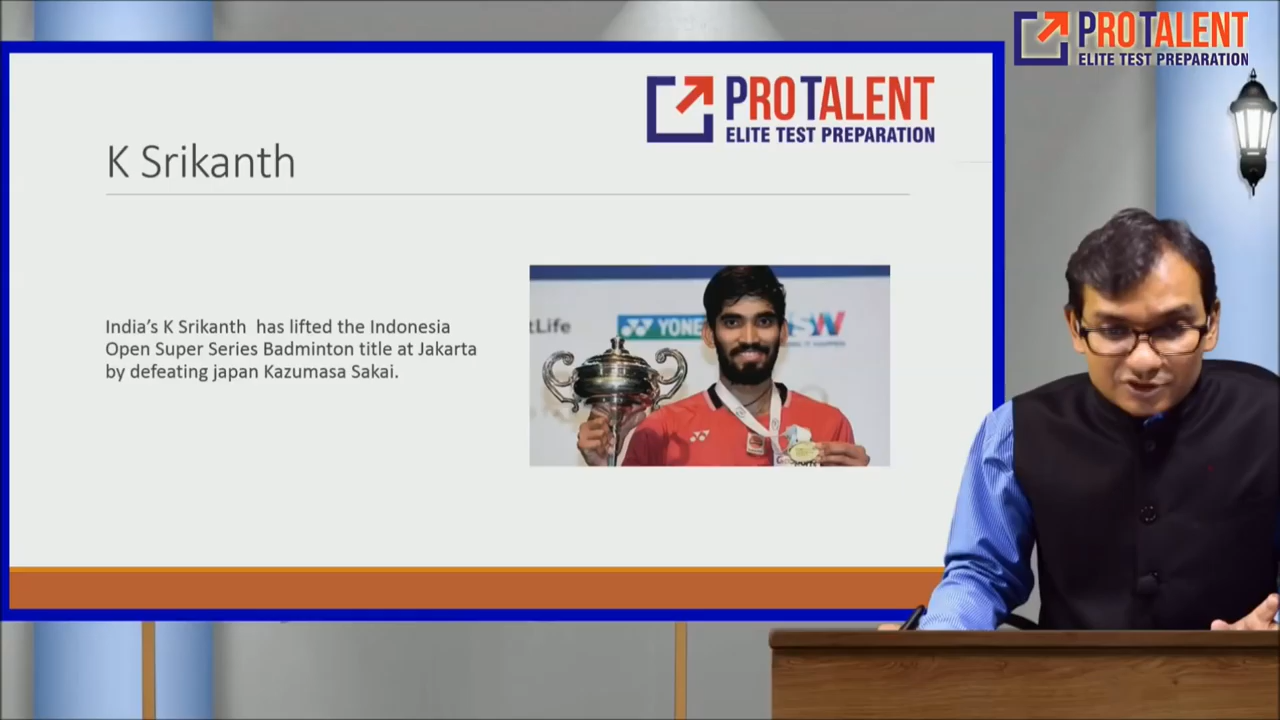 PROTALENT
ELITE TEST PREPARATION
PROTALENT
ELITE TEST PREPARATION
K Srikanth
India's K Srikanth has lifted the Indonesia
Open Super Series Badminton title at Jakarta
by defeating japan Kazumasa Sakai.
YONE
SW